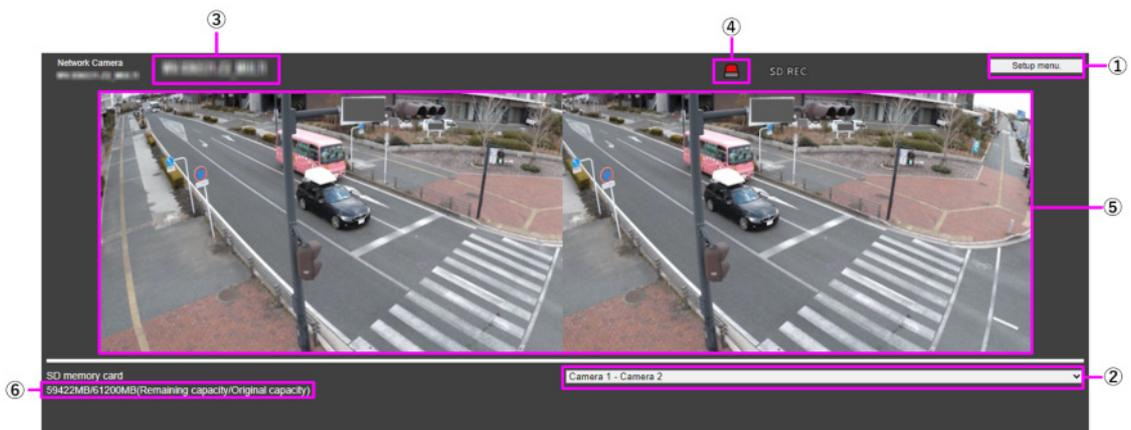 ③
④
Network Camera
SD REC
Setup menu.
①
⑤
SD memory card
Camera 1 - Camera 2
②
⑥
59422MB/61200MB(Remaining capacity/Original capacity)